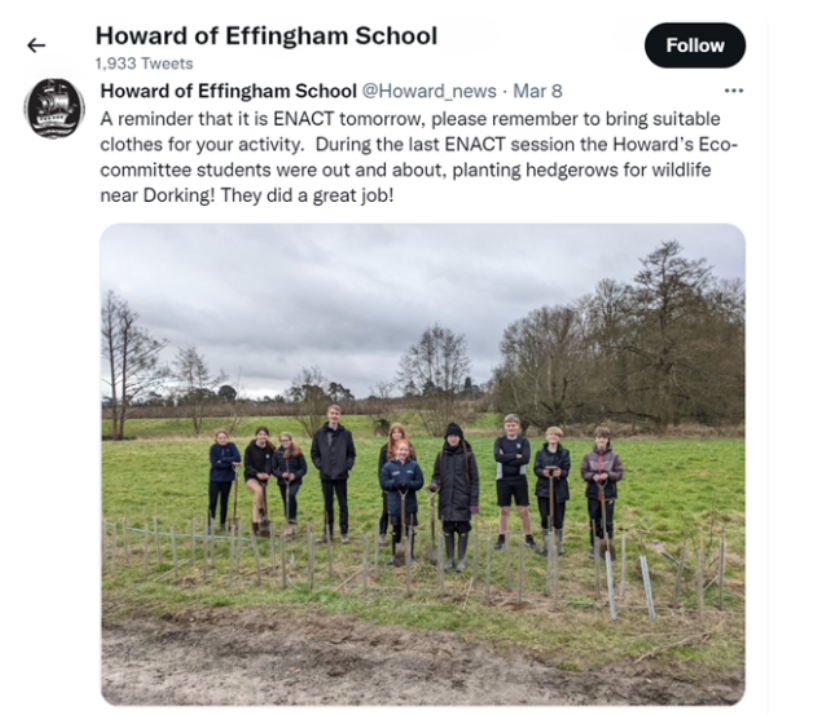 Howard of Effingham School
1,933 Tweets
Follow
Howard of Effingham School @Howard_news · Mar 8
A reminder that it is ENACT tomorrow, please remember to bring suitable
clothes for your activity.  During the last ENACT session the Howard's Eco-
committee students were out and about, planting hedgerows for wildlife
near Dorking! They did a great job!